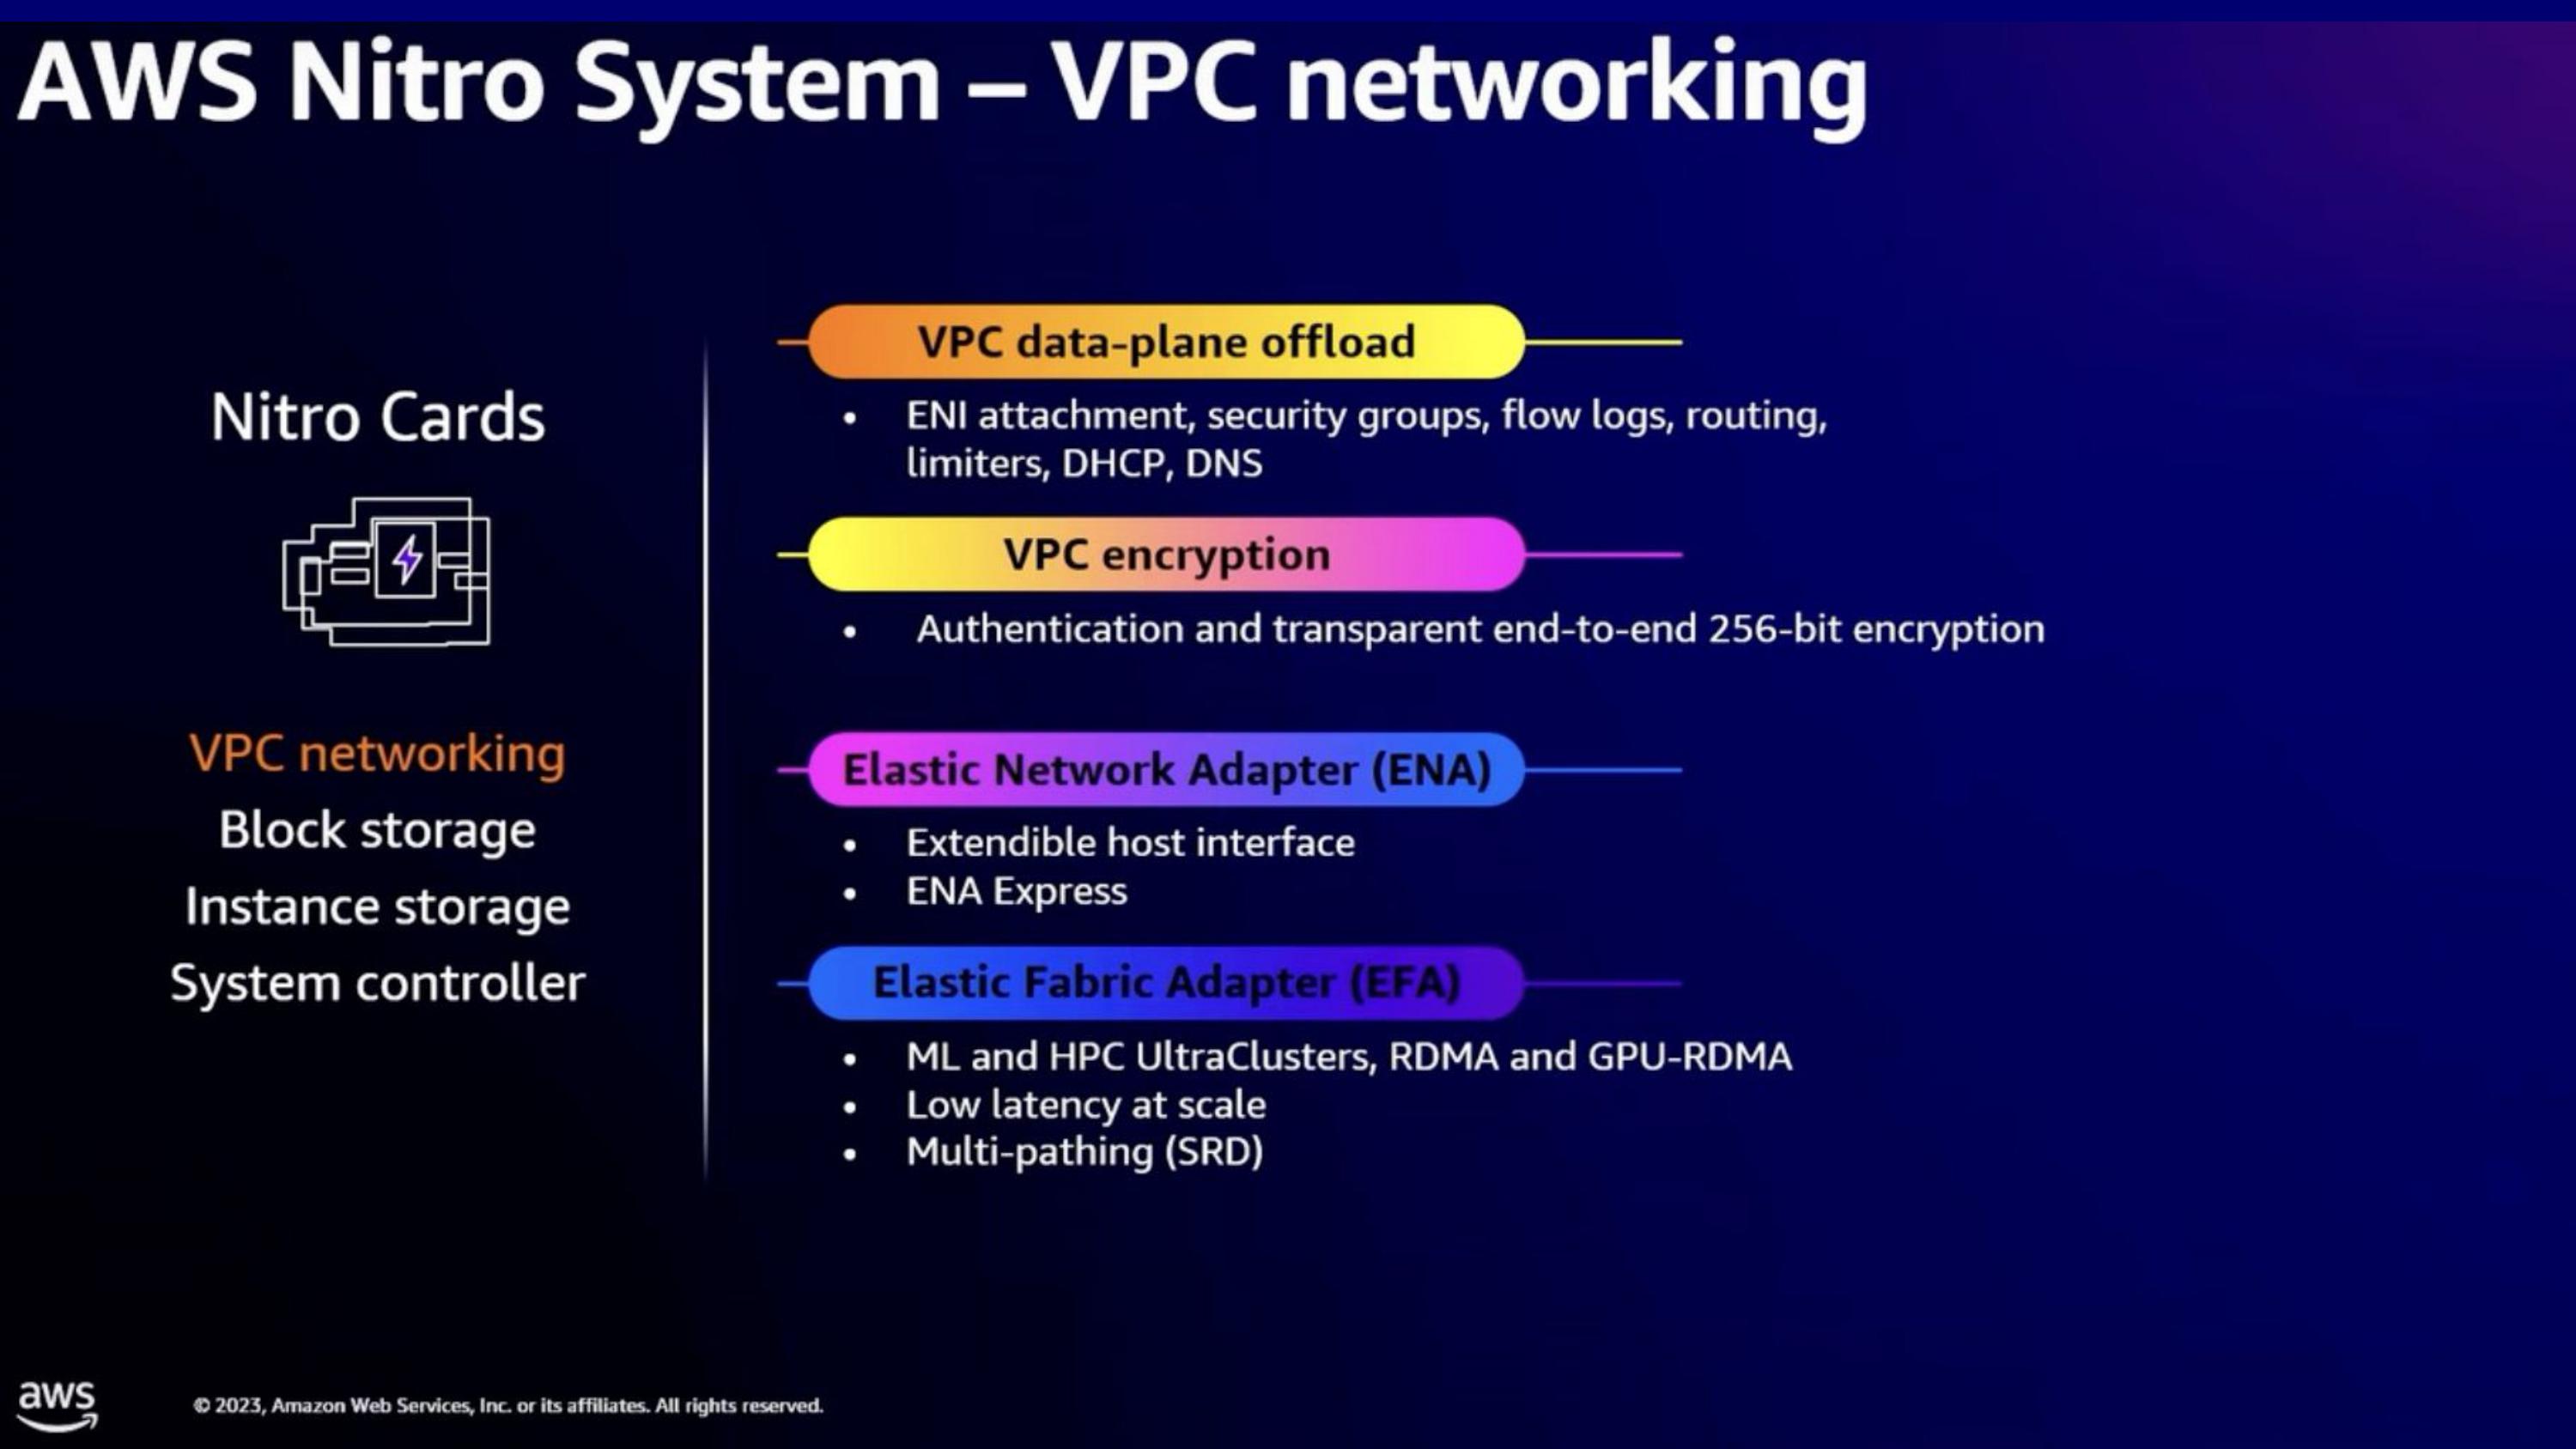 AWS Nitro System – VPC networking
Nitro Cards
VPC networking
Block storage
Instance storage
System controller
VPC data-plane offload
• ENI attachment, security groups, flow logs, routing,
limiters, DHCP, DNS
VPC encryption
• Authentication and transparent end-to-end 256-bit encryption
Elastic Network Adapter (ENA)
• Extendible host interface
• ENA Express
Elastic Fabric Adapter (EFA)
• ML and HPC UltraClusters, RDMA and GPU-RDMA
• Low latency at scale
• Multi-pathing (SRD)
aws
© 2023, Amazon Web Services, Inc. or its affiliates. All rights reserved.